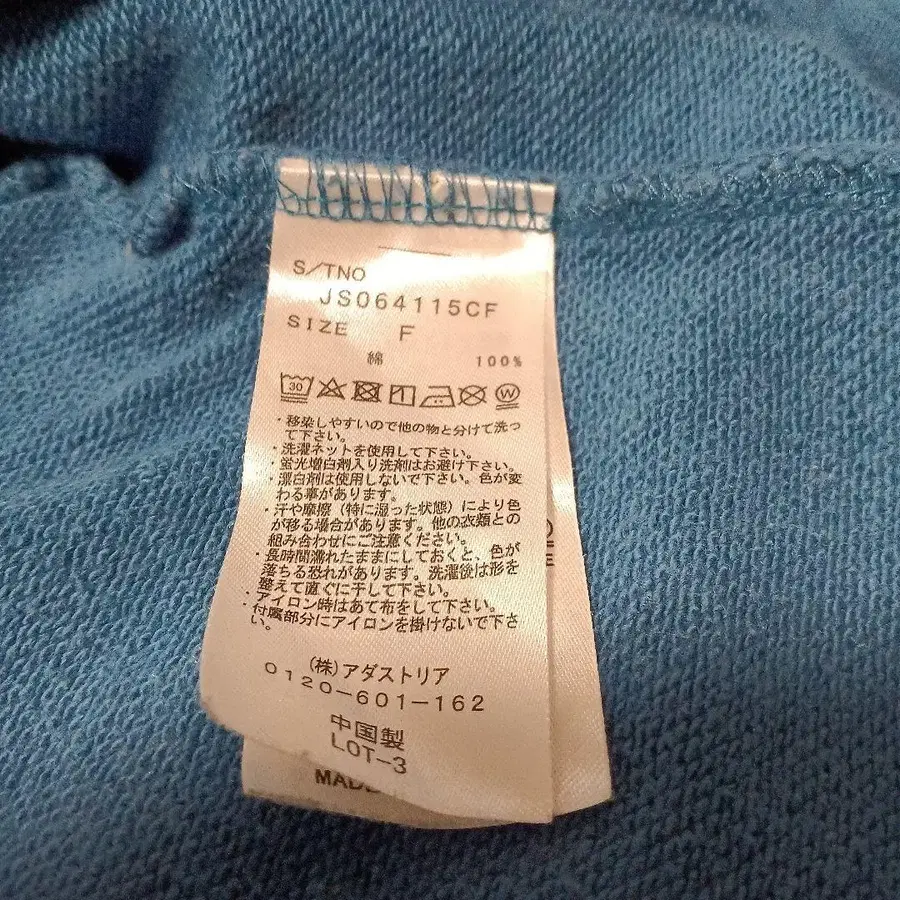 S/TNO
JS064115CF
SIZE F
綿 100%
30
W
・移染しやすいので他の物と分けて洗っ
て下さい。
・洗濯ネットを使用して下さい。
・蛍光増白剤入り洗剤はお避け下さい。
・漂白剤は使用しないで下さい。色が変
わる事があります。
・汗や摩擦（特に湿った状態）により色
が移る場合があります。他の衣類との
組み合わせにご注意ください。
・長時間濡れたままにしておくと、色が
落ちる恐れがあります。洗濯後は形を
整えて直ぐに干して下さい。
・アイロン時はあて布をして下さい。
・付属部分にアイロンを掛けないで下さ
い。
(株)アダストリア
0120-601-162
中国製
LOT-3
MADE